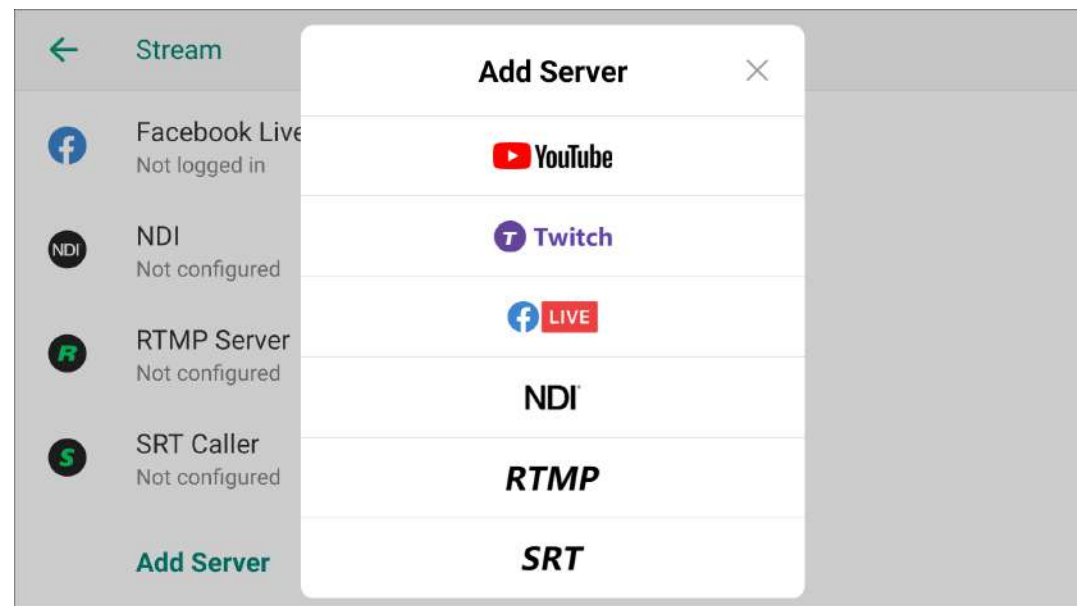 Stream
Facebook Live
Not logged in
NDI
NDI
Not configured
R
RTMP Server
Not configured
S
SRT Caller
Not configured
Add Server
Add Server
YouTube
T Twitch
f LIVE
NDI
RTMP
SRT